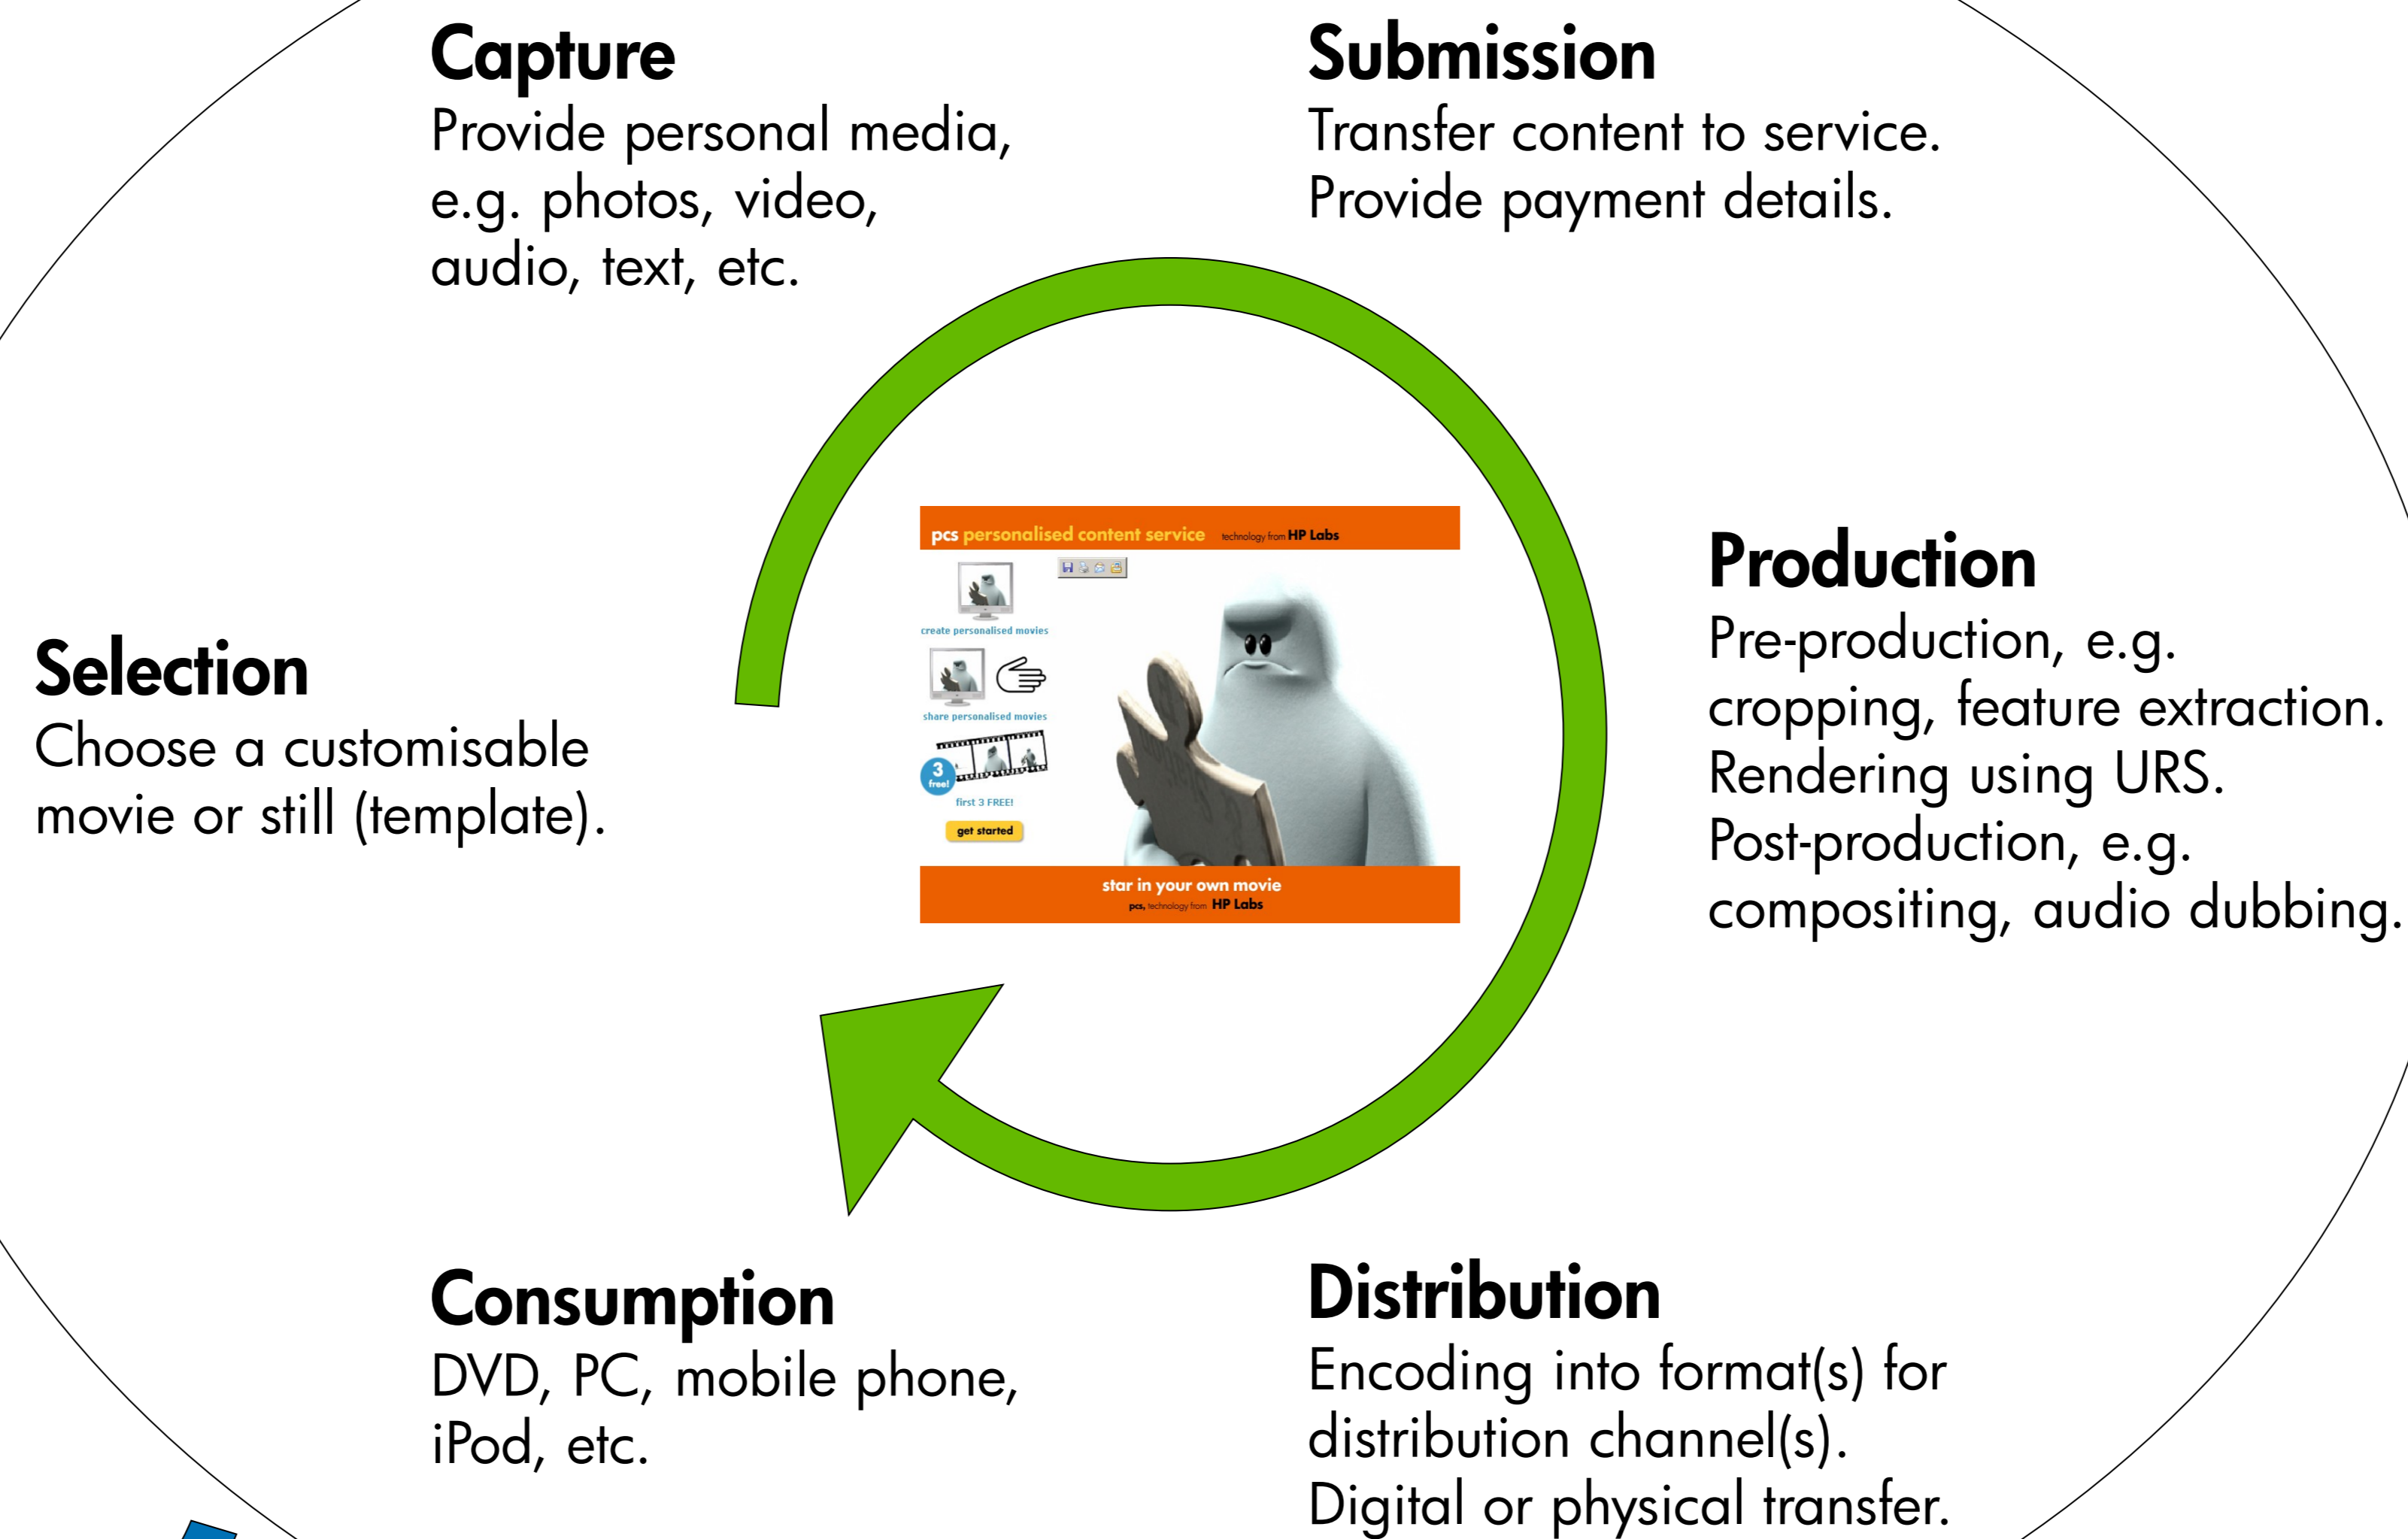 Capture
Provide personal media,
e.g. photos, video,
audio, text, etc.
Submission
Transfer content to service.
Provide payment details.
Selection
Choose a customisable
movie or still (template).
pcs personalised content service technology from HP Labs
create personalised movies
share personalised movies
3
free!
first 3 FREE!
get started
star in your own movie
pcs, technology from HP Labs
Production
Pre-production, e.g.
cropping, feature extraction.
Rendering using URS.
Post-production, e.g.
compositing, audio dubbing.
Consumption
DVD, PC, mobile phone,
iPod, etc.
Distribution
Encoding into format(s) for
distribution channel(s).
Digital or physical transfer.